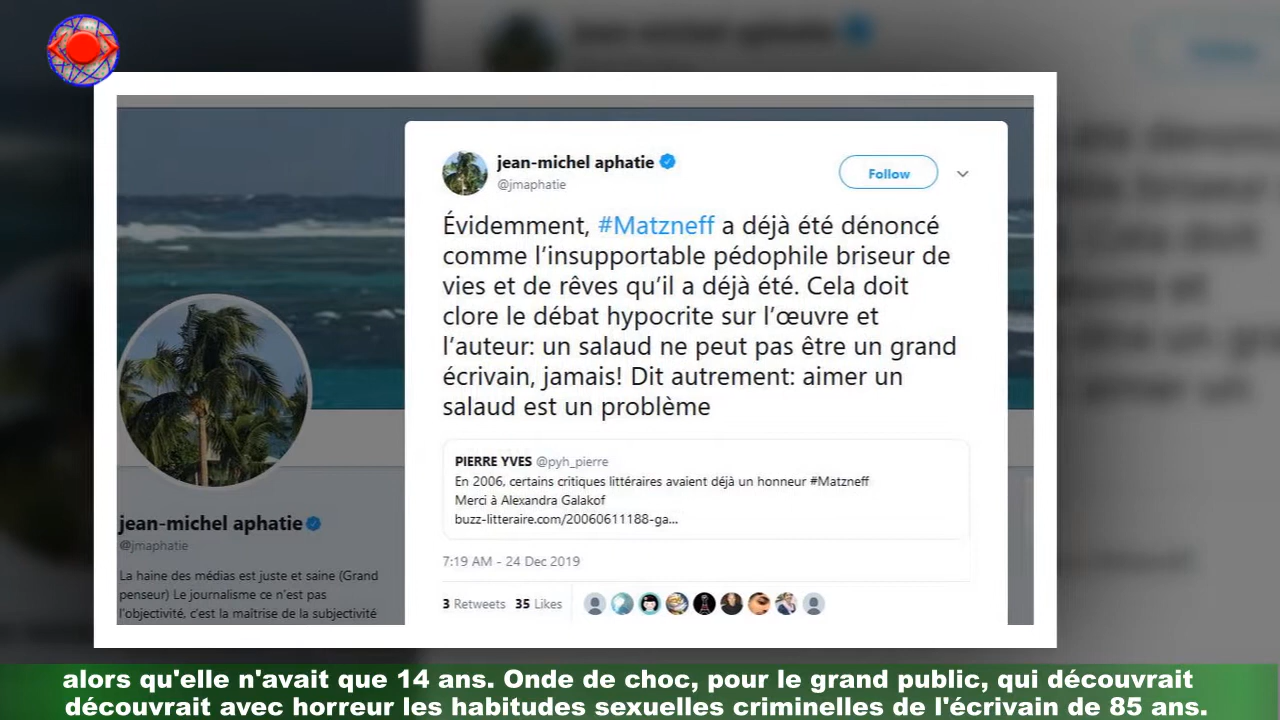 jean-michel aphatie
@jmaphatie
Follow
Évidemment, #Matzneff a déjà été dénoncé
comme l'insupportable pédophile briseur de
vies et de rêves qu'il a déjà été. Cela doit
clore le débat hypocrite sur l'œuvre et
l'auteur: un salaud ne peut pas être un grand
écrivain, jamais! Dit autrement: aimer un
salaud est un problème
PIERRE YVES @pyh_pierre
En 2006, certains critiques littéraires avaient déjà un honneur #Matzneff
Merci à Alexandra Galakof
buzz-litteraire.com/20060611188-ga...
7:19 AM - 24 Dec 2019
3 Retweets 35 Likes
jean-michel aphatie
@jmaphatie
La haine des médias est juste et saine (Grand
penseur) Le journalisme ce n'est pas
l'objectivité, c'est la maîtrise de la subjectivité
alors qu'elle n'avait que 14 ans. Onde de choc, pour le grand public, qui découvrait
découvrait avec horreur les habitudes sexuelles criminelles de l'écrivain de 85 ans.